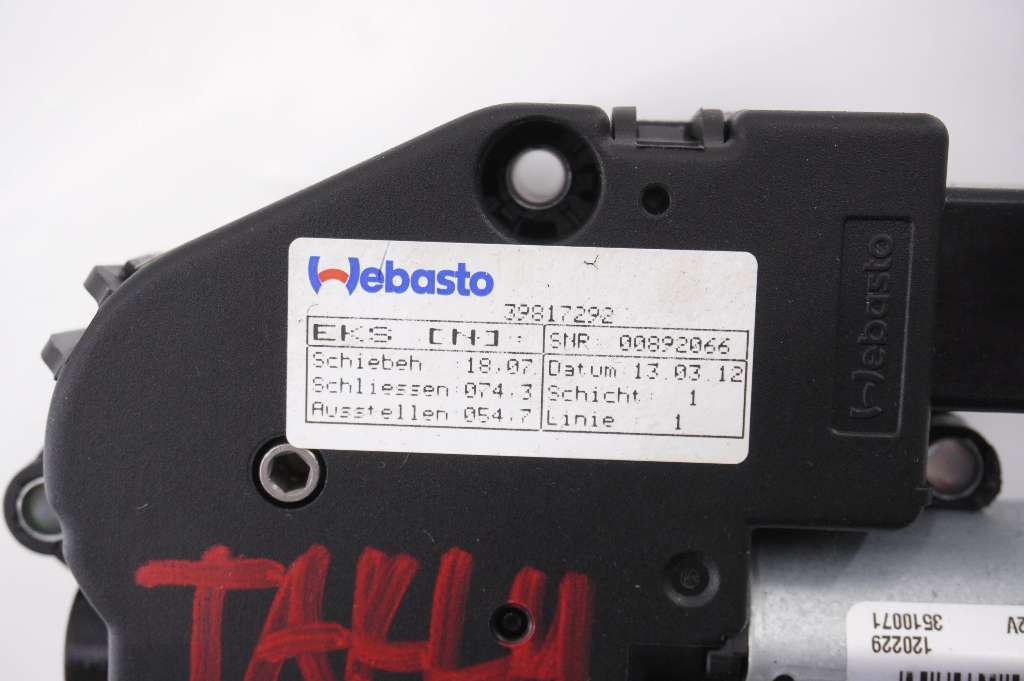 Webasto
39817292
EKS [N] : SNR: 00892066
Schiebeh 18.07 Datum 13.03.12
Schliessen:074.3 Schicht: 1
Ausstellen:054.7 Linie : 1
Webasto
2V
120229
3510071